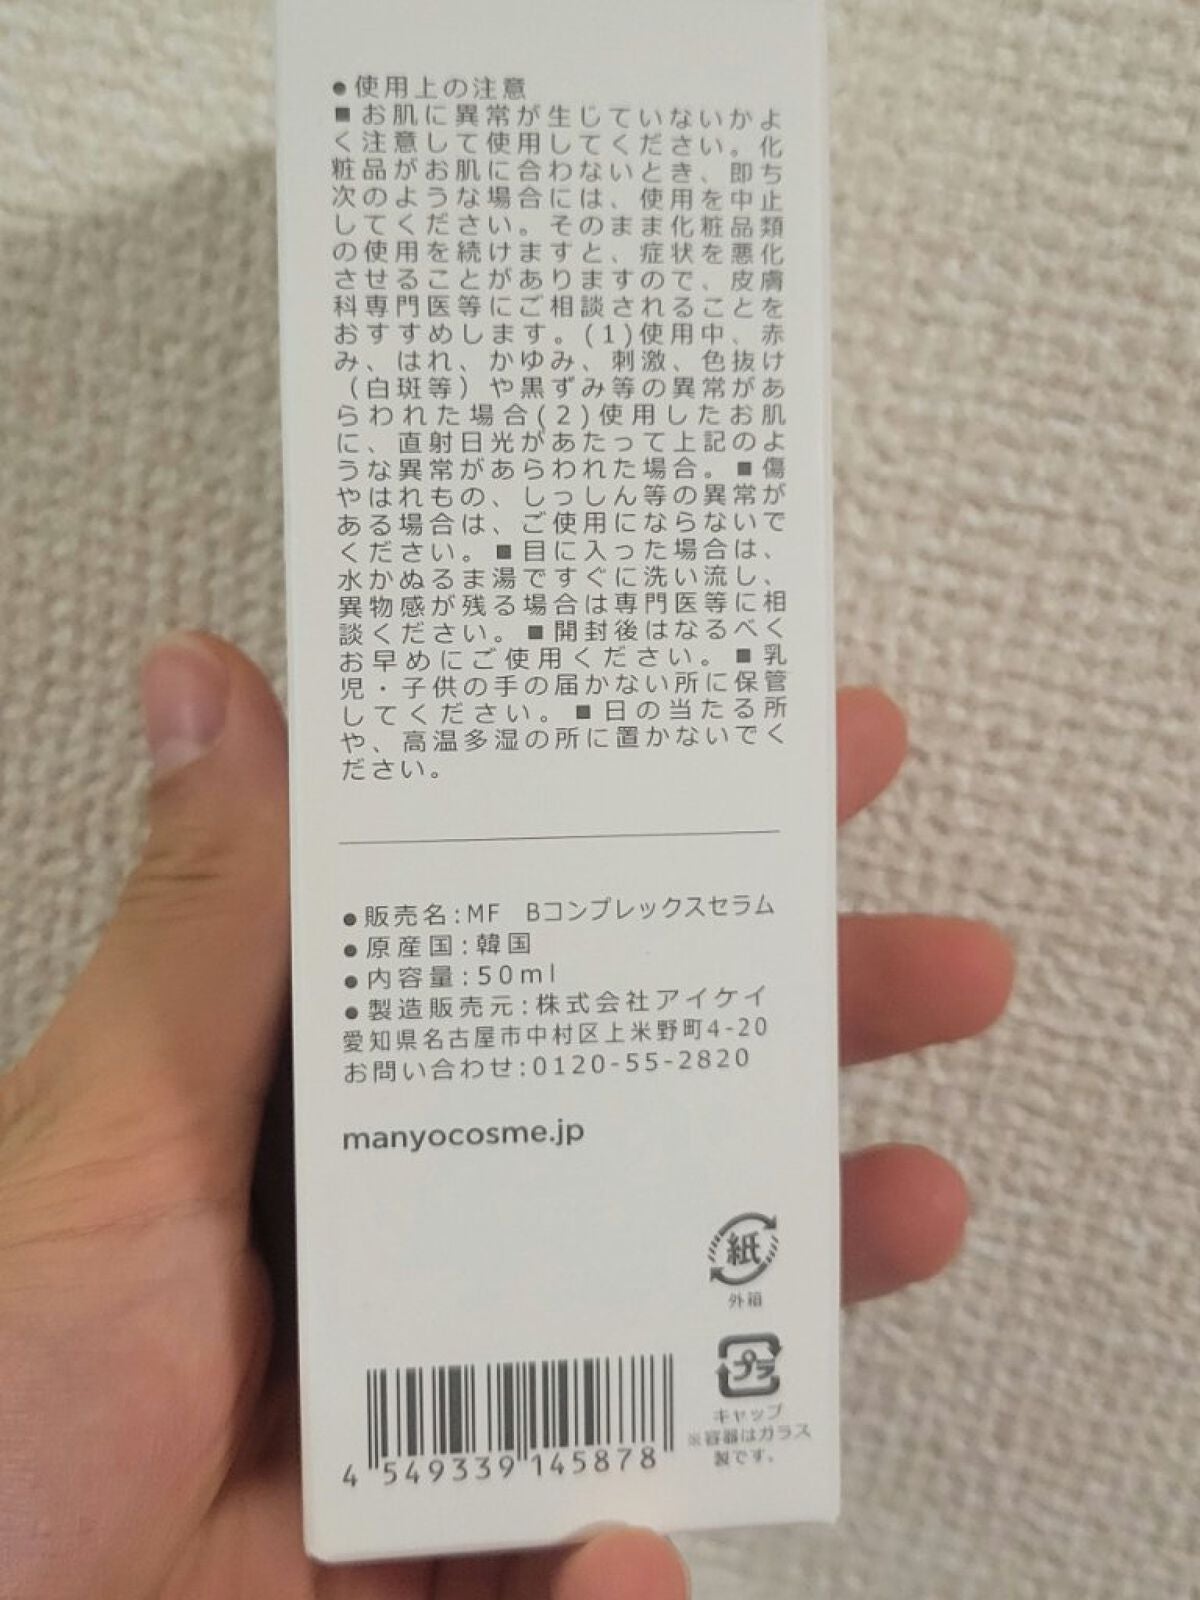 ●使用上の注意
■お肌に異常が生じていないかよ
く注意して使用してください。化
粧品がお肌に合わないとき、即ち
次のような場合には、使用を中止
してください。そのまま化粧品類
の使用を続けますと、症状を悪化
させることがありますので、皮膚
科専門医等にご相談されることを
おすすめします。(1)使用中、赤
み、はれ、かゆみ、刺激、色抜け
（白斑等）や黒ずみ等の異常があ
らわれた場合(2)使用したお肌
に、直射日光があたって上記のよ
うな異常があらわれた場合。■傷
やはれもの、しっしん等の異常が
ある場合は、ご使用にならないで
ください。■目に入った場合は、
水かぬるま湯ですぐに洗い流し、
異物感が残る場合は専門医等に相
談ください。■開封後はなるべく
お早めにご使用ください。■乳
児・子供の手の届かない所に保管
してください。■日の当たる所
や、高温多湿の所に置かないでく
ださい。
●販売名:MF Bコンプレックスセラム
●原産国:韓国
●内容量:50ml
●製造販売元:株式会社アイケイ
愛知県名古屋市中村区上米野町4-20
お問い合わせ:0120-55-2820
manyocosme.jp
紙
外箱
プラ
キャップ
※容器はガラス
製です。
4 549339 145878